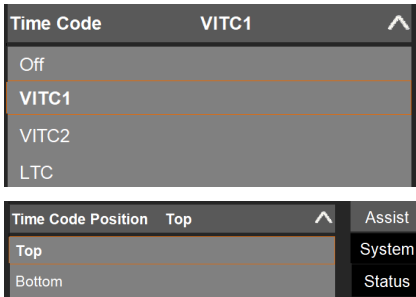 Time Code VITC1
Off
VITC1
VITC2
LTC
Time Code Position Top Assist
Top System
Bottom Status